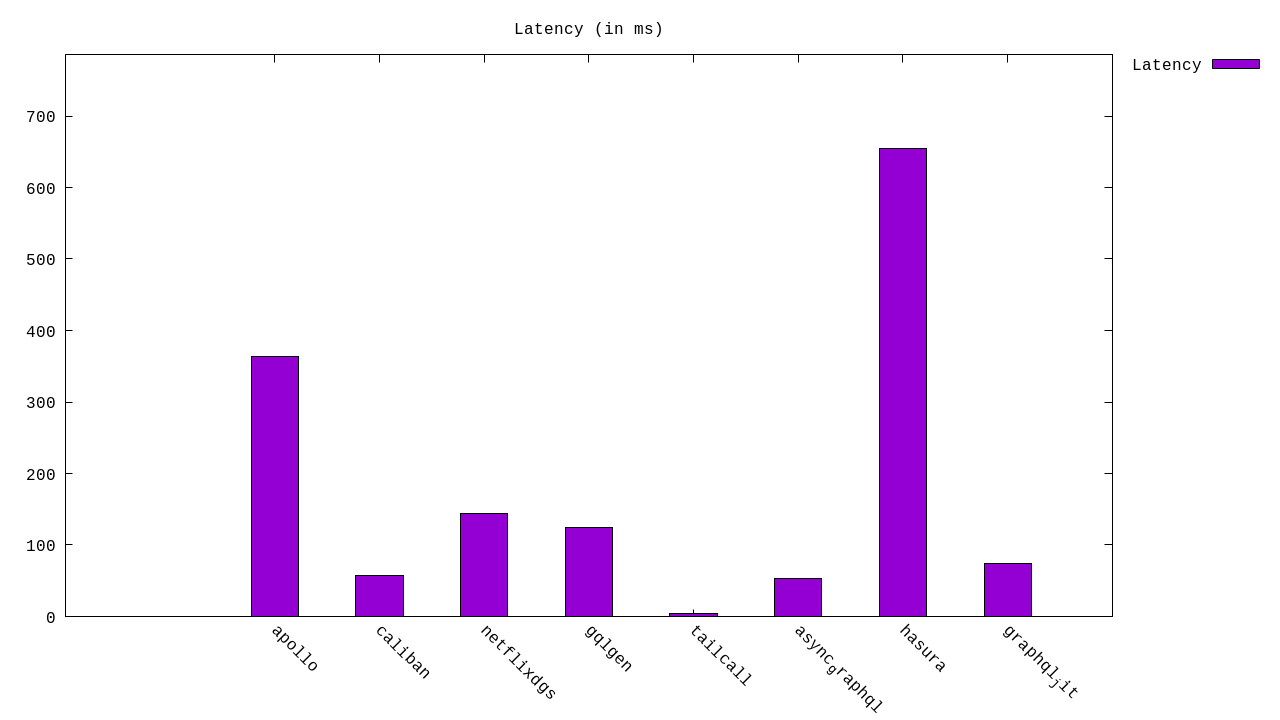 Latency (in ms)
Latency
700
600
500
400
300
200
100
0
apollo
caliban
netflixdgs
gqlgen
tailcall
async_graphql
hasura
graphql_jit